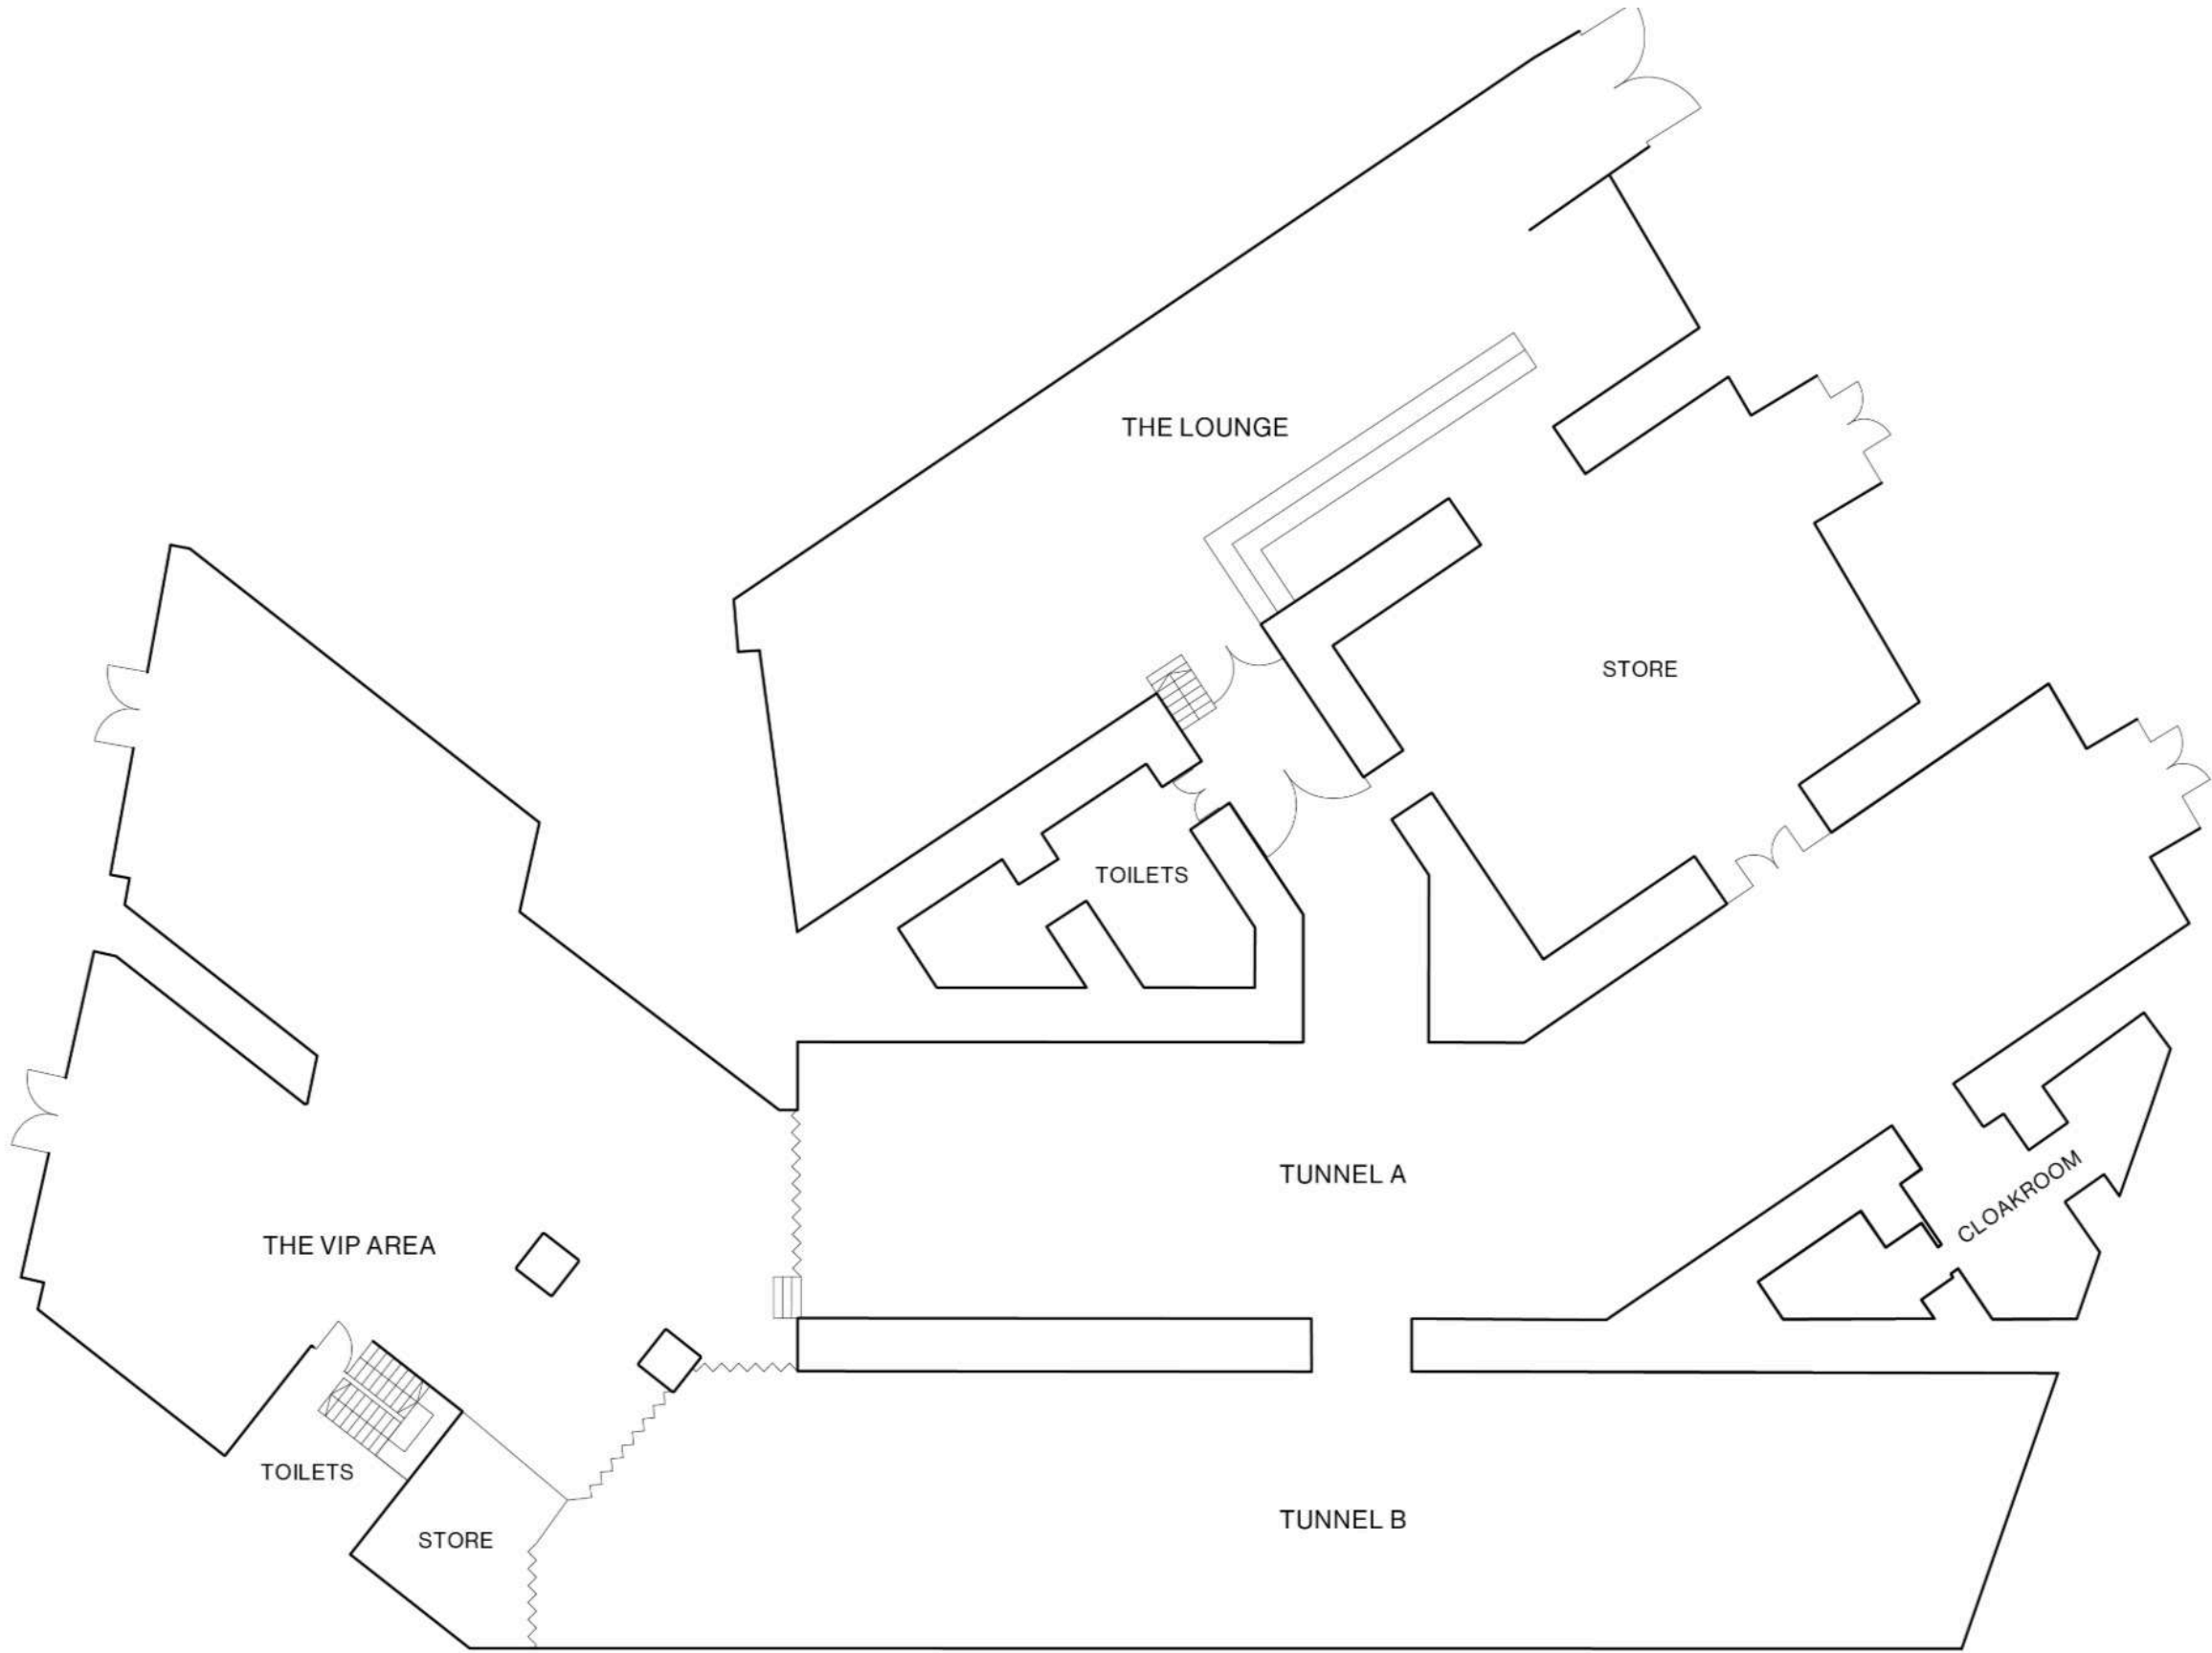 THE LOUNGE
STORE
TOILETS
TUNNEL A
CLOAKROOM
THE VIP AREA
TOILETS
STORE
TUNNEL B